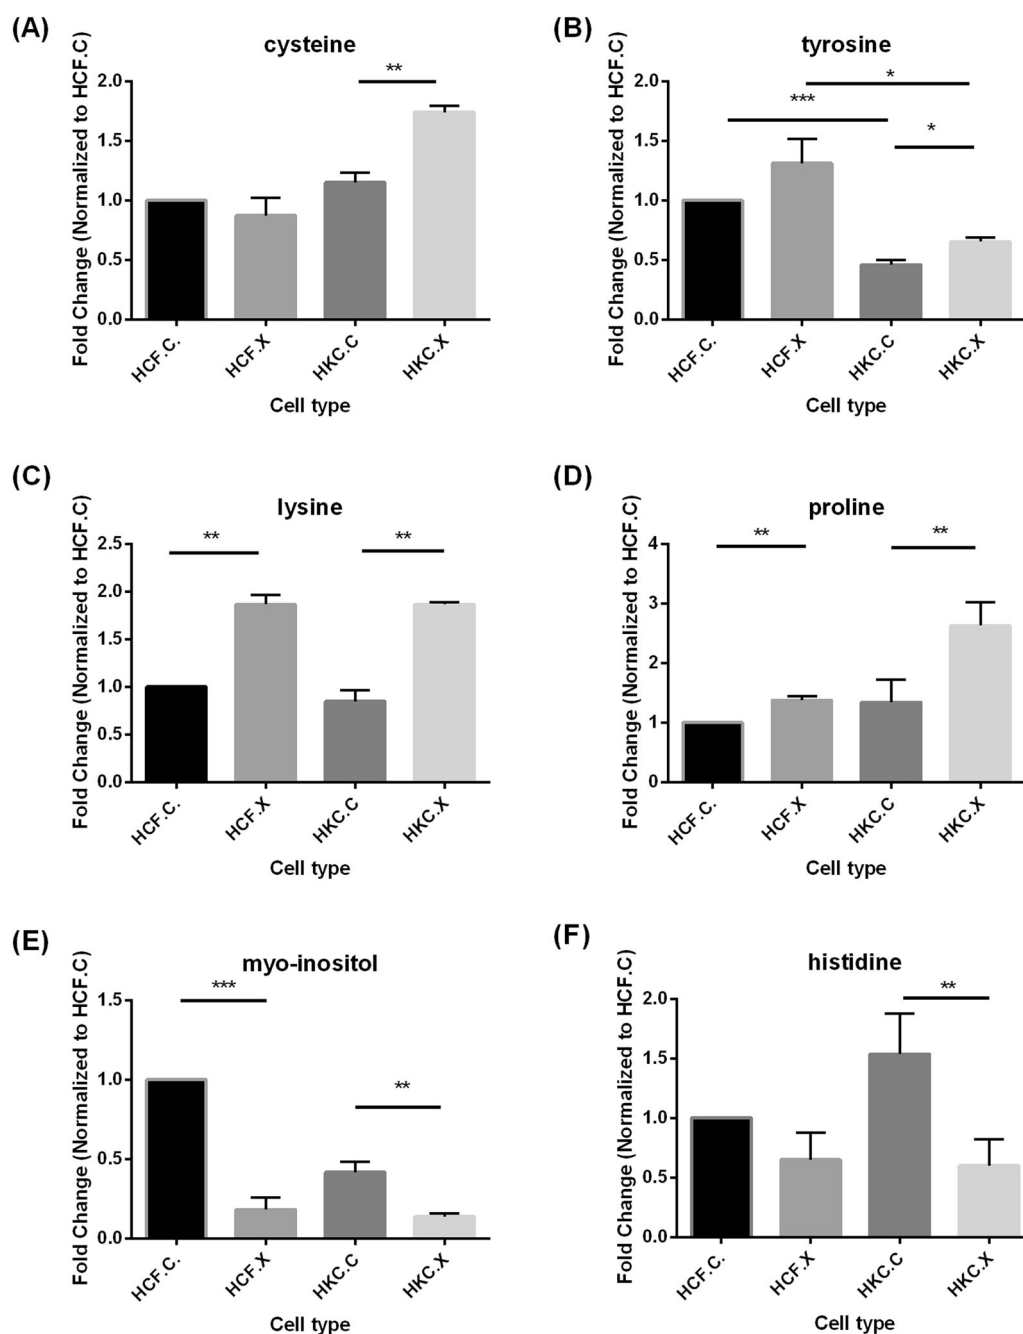 (A)
cysteine
Fold Change (Normalized to HCF.C)
2.0
1.5
1.0
0.5
0.0
**
HCF.C.
HCF.X
HKC.C
HKC.X
Cell type
(B)
tyrosine
Fold Change (Normalized to HCF.C)
2.0
1.5
1.0
0.5
0.0
*
***
*
HCF.C.
HCF.X
HKC.C
HKC.X
Cell type
(C)
lysine
Fold Change (Normalized to HCF.C)
2.5
2.0
1.5
1.0
0.5
0.0
**
**
HCF.C.
HCF.X
HKC.C
HKC.X
Cell type
(D)
proline
Fold Change (Normalized to HCF.C)
4
3
2
1
0
**
**
HCF.C.
HCF.X
HKC.C
HKC.X
Cell type
(E)
myo-inositol
Fold Change (Normalized to HCF.C)
1.5
1.0
0.5
0.0
***
**
HCF.C.
HCF.X
HKC.C
HKC.X
Cell type
(F)
histidine
Fold Change (Normalized to HCF.C)
2.0
1.5
1.0
0.5
0.0
**
HCF.C.
HCF.X
HKC.C
HKC.X
Cell type